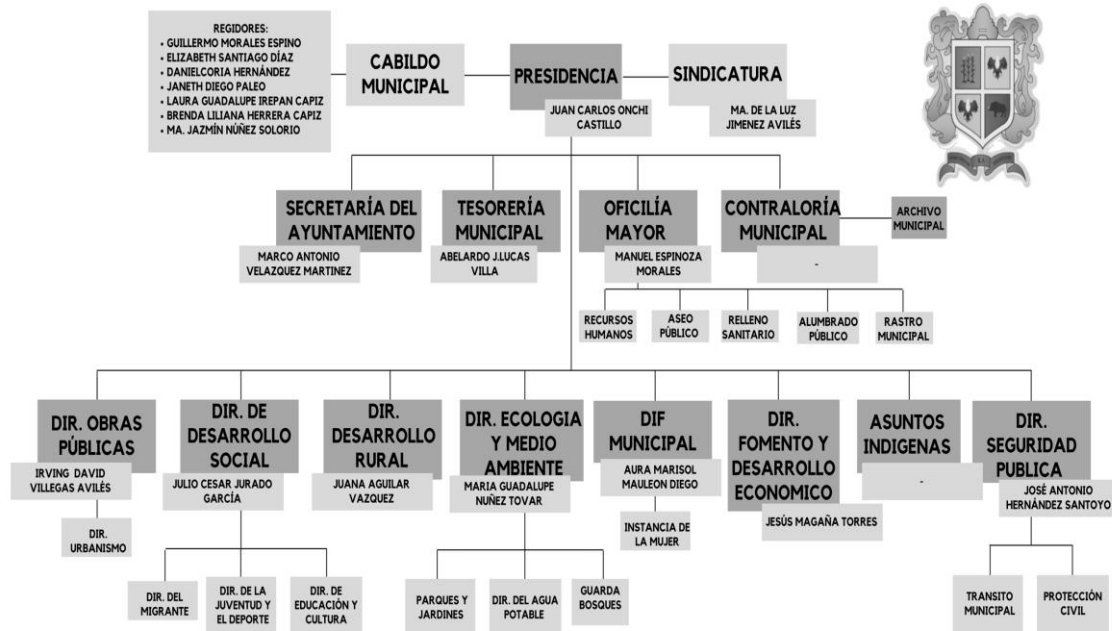 REGIDORES:
• GUILLERMO MORALES ESPINO
• ELIZABETH SANTIAGO DÍAZ
• DANIELCORIA HERNÁNDEZ
• JANETH DIEGO PALEO
• LAURA GUADALUPE IREPAN CAPIZ
• BRENDA LILIANA HERRERA CAPIZ
• MA. JAZMÍN NÚÑEZ SOLORIO
CABILDO
MUNICIPAL
PRESIDENCIA
JUAN CARLOS ONCHI
CASTILLO
SINDICATURA
MA. DE LA LUZ
JIMENEZ AVILÉS
SECRETARÍA DEL
AYUNTAMIENTO
MARCO ANTONIO
VELAZQUEZ MARTINEZ
TESORERÍA
MUNICIPAL
ABELARDO J.LUCAS
VILLA
OFICILÍA
MAYOR
MANUEL ESPINOZA
MORALES
CONTRALORÍA
MUNICIPAL
-
ARCHIVO
MUNICIPAL
RECURSOS
HUMANOS
ASEO
PÚBLICO
RELLENO
SANITARIO
ALUMBRADO
PÚBLICO
RASTRO
MUNICIPAL
DIR. OBRAS
PÚBLICAS
IRVING DAVID
VILLEGAS AVILÉS
DIR.
URBANISMO
DIR. DE
DESARROLLO
SOCIAL
JULIO CESAR JURADO
GARCÍA
DIR. DEL
MIGRANTE
DIR. DE LA
JUVENTUD Y
EL DEPORTE
DIR. DE
EDUCACIÓN Y
CULTURA
DIR.
DESARROLLO
RURAL
JUANA AGUILAR
VAZQUEZ
DIR. ECOLOGIA
Y MEDIO
AMBIENTE
MARIA GUADALUPE
NUÑEZ TOVAR
PARQUES Y
JARDINES
DIR. DEL AGUA
POTABLE
GUARDA
BOSQUES
DIF
MUNICIPAL
AURA MARISOL
MAULEON DIEGO
INSTANCIA DE
LA MUJER
DIR.
FOMENTO Y
DESARROLLO
ECONOMICO
JESÚS MAGAÑA TORRES
ASUNTOS
INDIGENAS
-
DIR.
SEGURIDAD
PUBLICA
JOSÉ ANTONIO
HERNÁNDEZ SANTOYO
TRANSITO
MUNICIPAL
PROTECCIÓN
CIVIL